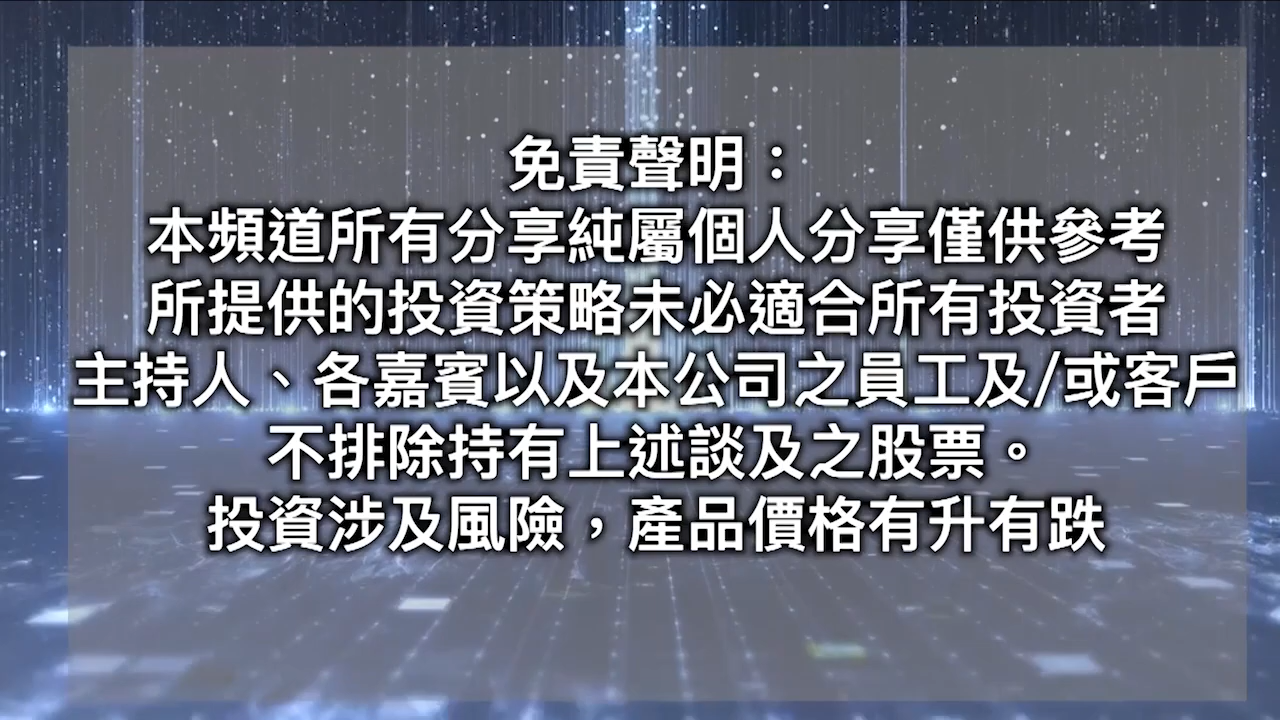 免責聲明：
本頻道所有分享純屬個人分享僅供參考
所提供的投資策略未必適合所有投資者
主持人、各嘉賓以及本公司之員工及/或客戶
不排除持有上述談及之股票。
投資涉及風險，產品價格有升有跌